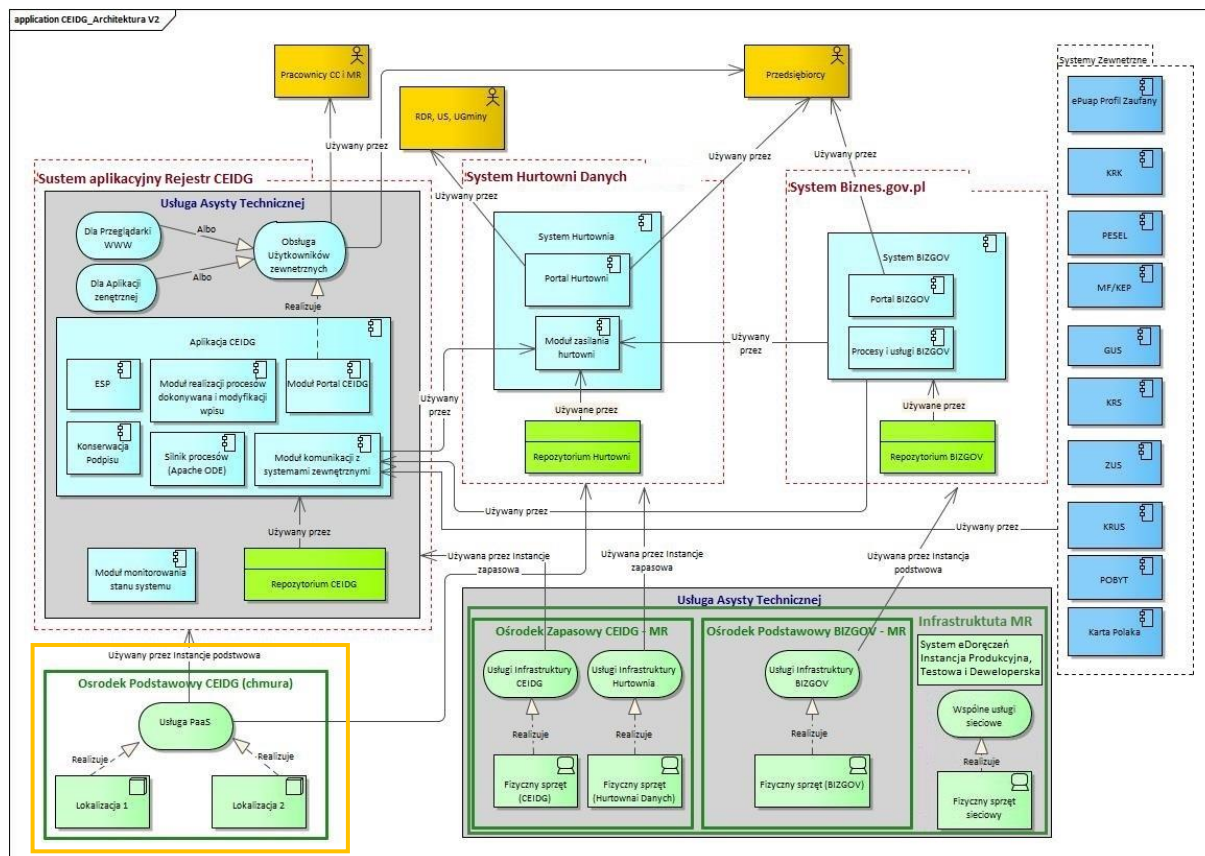 application CEIDG_Architektura V2
Pracownicy CC i MR
Przedsiębiorcy
RDR, US, UGminy
Systemy Zewnetrzne
ePuap Profil Zaufany
KRK
PESEL
MF/KEP
GUS
KRS
ZUS
KRUS
POBYT
Karta Polaka
Używany przez
Używany przez
Używany przez
Używany przez
Sustem aplikacyjny Rejestr CEIDG
Usługa Asysty Technicznej
Dla Przeglądarki
WWW
Albo
Dla Aplikacji
zenętrznej
Albo
Obsługa
Użytkowników
zewnetrznych
Realizuje
Aplikacja CEIDG
ESP
Moduł realizacji procesów
dokonywana i modyfikacji
wpisu
Moduł Portal CEIDG
Konserwacja
Podpisu
Silnik procesów
(Apache ODE)
Moduł komunikacji z
systemami zewnętrznymi
Używany przez
Moduł monitorowania
stanu systemu
Repozytorium CEIDG
System Hurtowni Danych
System Hurtownia
Portal Hurtowni
Moduł zasilania
hurtowni
Używane przez
Repozytorium Hurtowni
Używany
przez
Używany
przez
System Biznes.gov.pl
System BIZGOV
Portal BIZGOV
Procesy i usługi BIZGOV
Używane przez
Repozytorium BIZGOV
Używany przez
Używany przez
Używana przez Instancje
zapasowa
Używana przez Instancje
zapasowa
Używana przez Instancja
podstwowa
Używany przez Instancje podstwowa
Osrodek Podstawowy CEIDG (chmura)
Usługa PaaS
Realizuje
Realizuje
Lokalizacja 1
Lokalizacja 2
Usługa Asysty Technicznej
Infrastruktuta MR
Ośrodek Zapasowy CEIDG - MR
Usługi Infrastruktury
CEIDG
Usługi Infrastruktury
Hurtownia
Realizuje
Realizuje
Fizyczny sprzęt
(CEIDG)
Fizyczny sprzęt
(Hurtownai Danych)
Ośrodek Podstawowy BIZGOV - MR
Usługi Infrastruktury
BIZGOV
Realizuje
Fizyczny sprzęt (BIZGOV)
System eDoręczeń
Instancja Produkcyjna,
Testowa i Deweloperska
Wspólne usługi
sieciowe
Realizuje
Fizyczny sprzęt
sieciowy